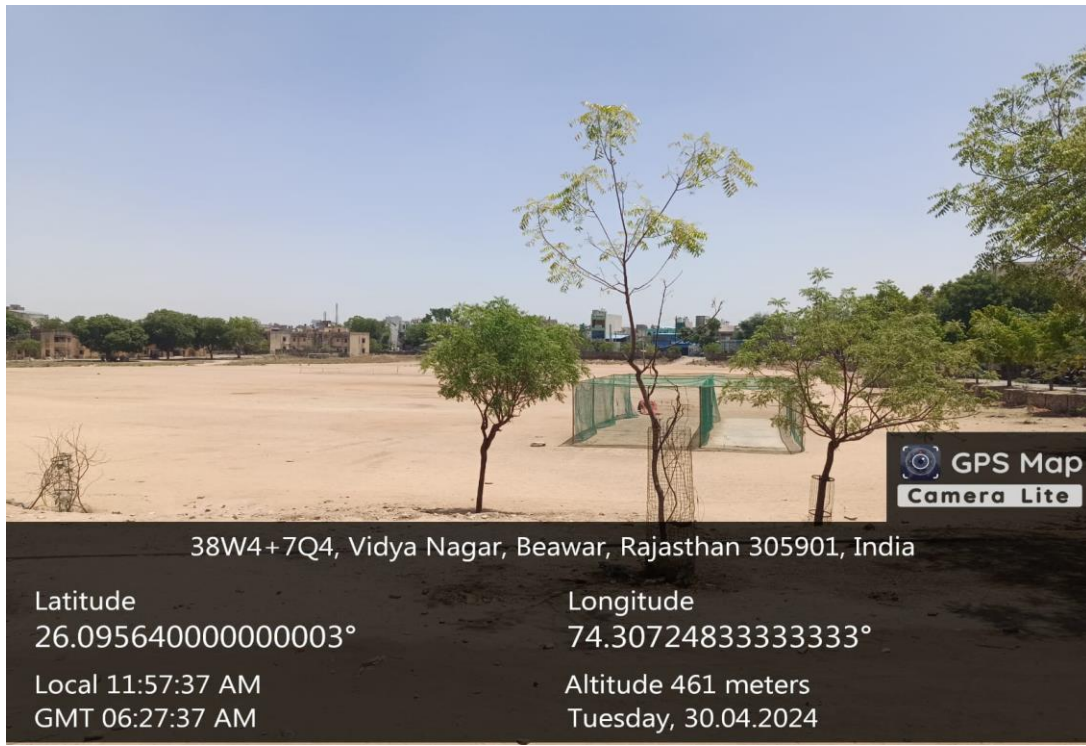 GPS Map
Camera Lite
38W4+7Q4, Vidya Nagar, Beawar, Rajasthan 305901, India
Latitude
26.095640000000003°
Longitude
74.30724833333333°
Local 11:57:37 AM
GMT 06:27:37 AM
Altitude 461 meters
Tuesday, 30.04.2024